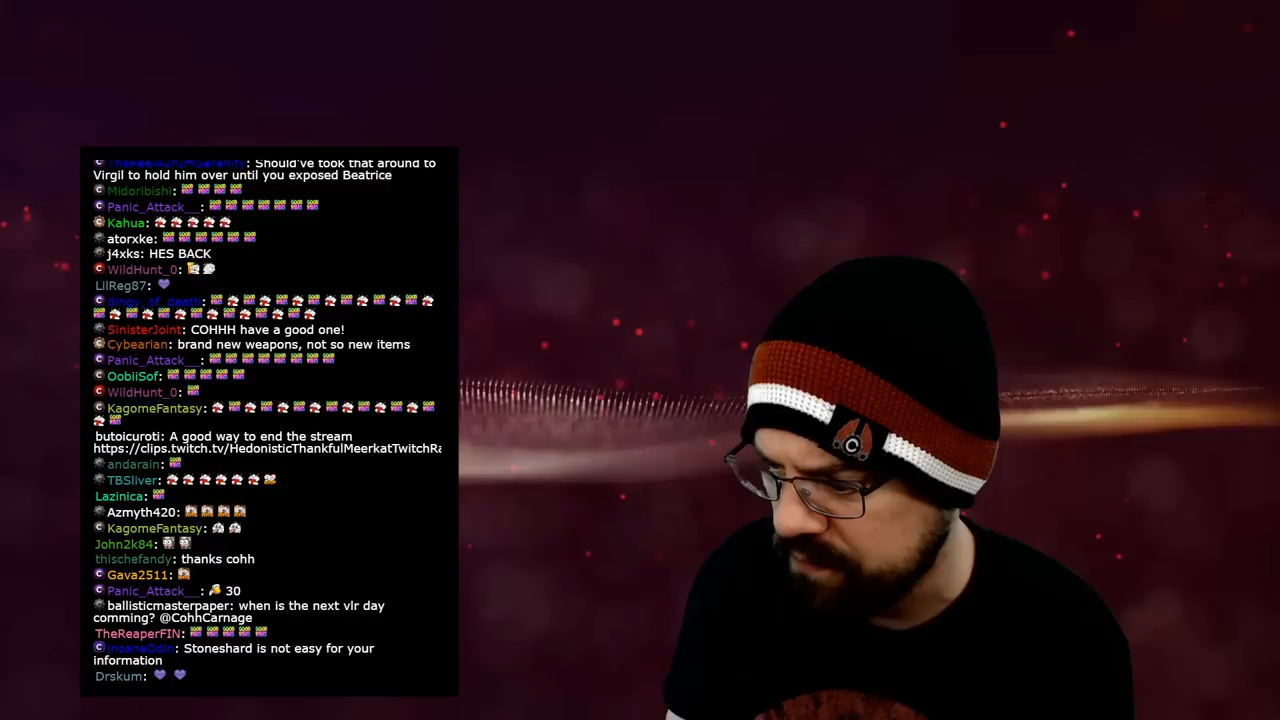 TheRealAurumSerenity: Should've took that around to
Virgil to hold him over until you exposed Beatrice
Midoribishi:
Panic_Attack__:
Kahua:
atorxke:
j4xks: HES BACK
WildHunt_0:
LilReg87:
dingy_of_death:
SinisterJoint: COHHH have a good one!
Cybearian: brand new weapons, not so new items
Panic_Attack__:
OobiiSof:
WildHunt_0:
KagomeFantasy:
butoicuroti: A good way to end the stream
https://clips.twitch.tv/HedonisticThankfulMeerkatTwitchRa
andarain:
TBSliver:
Lazinica:
Azmyth420:
KagomeFantasy:
John2k84:
thischefandy: thanks cohh
Gava2511:
Panic_Attack__: 30
ballisticmasterpaper: when is the next vlr day
comming? @CohhCarnage
TheReaperFIN:
InsaneOdin: Stoneshard is not easy for your
information
Drskum: